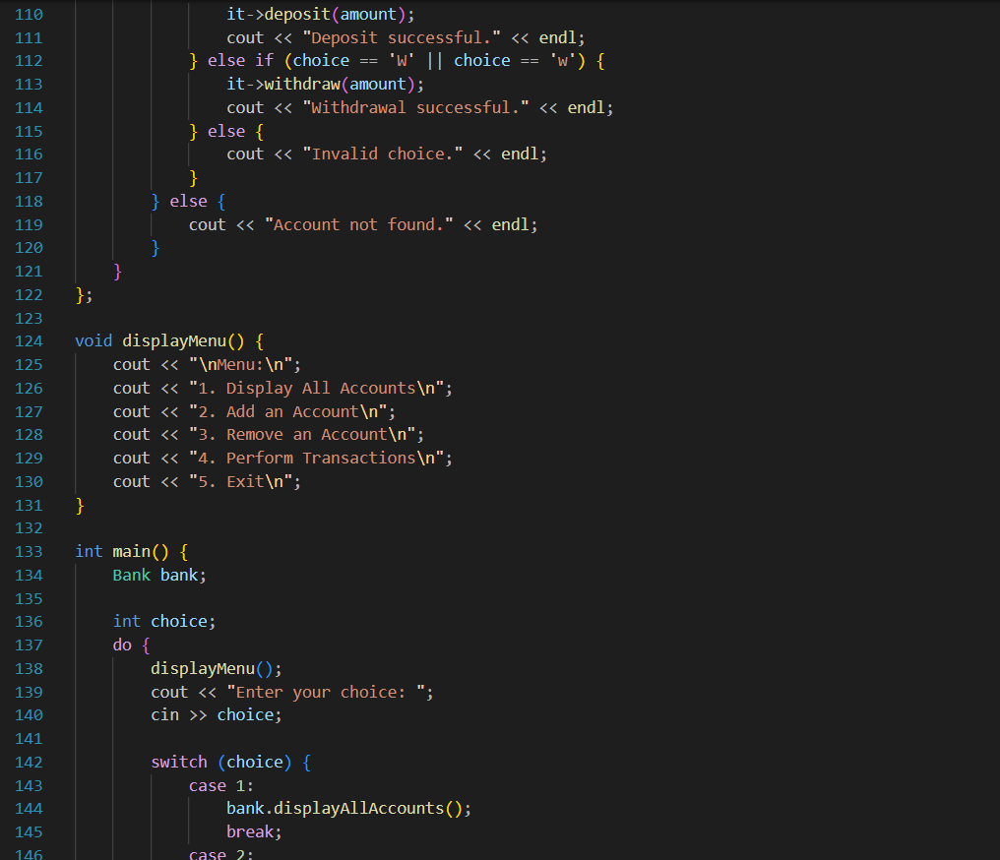 110                     it->deposit(amount);
111                     cout << "Deposit successful." << endl;
112                 } else if (choice == 'W' || choice == 'w') {
113                     it->withdraw(amount);
114                     cout << "Withdrawal successful." << endl;
115                 } else {
116                     cout << "Invalid choice." << endl;
117                 }
118             } else {
119                 cout << "Account not found." << endl;
120             }
121         }
122     };
123
124     void displayMenu() {
125         cout << "\nMenu:\n";
126         cout << "1. Display All Accounts\n";
127         cout << "2. Add an Account\n";
128         cout << "3. Remove an Account\n";
129         cout << "4. Perform Transactions\n";
130         cout << "5. Exit\n";
131     }
132
133     int main() {
134         Bank bank;
135
136         int choice;
137         do {
138             displayMenu();
139             cout << "Enter your choice: ";
140             cin >> choice;
141
142             switch (choice) {
143                 case 1:
144                     bank.displayAllAccounts();
145                     break;
146                 case 2: